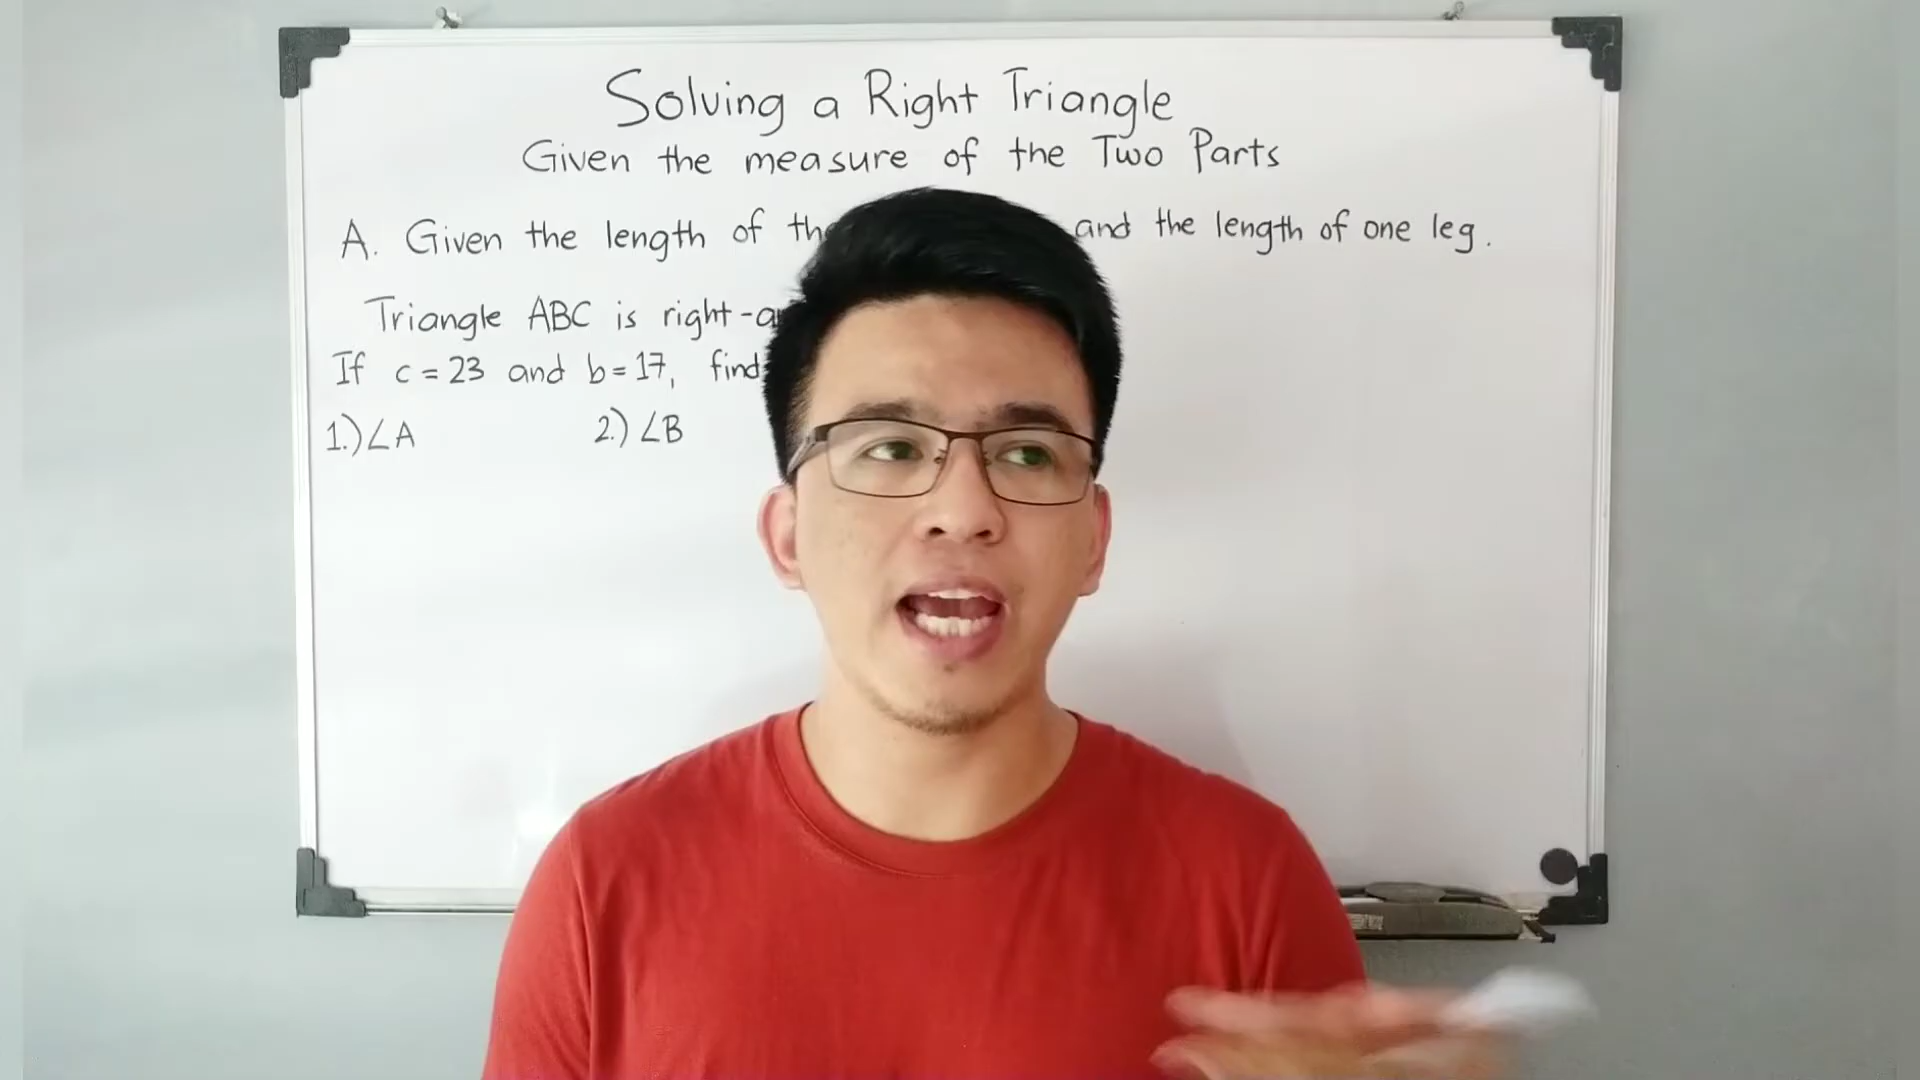 Solving a Right Triangle
Given the measure of the Two Parts
A. Given the length of and the length of one leg.
Triangle ABC is right-
If c = 23 and b = 17, find
1.) ∠A 2.) ∠B